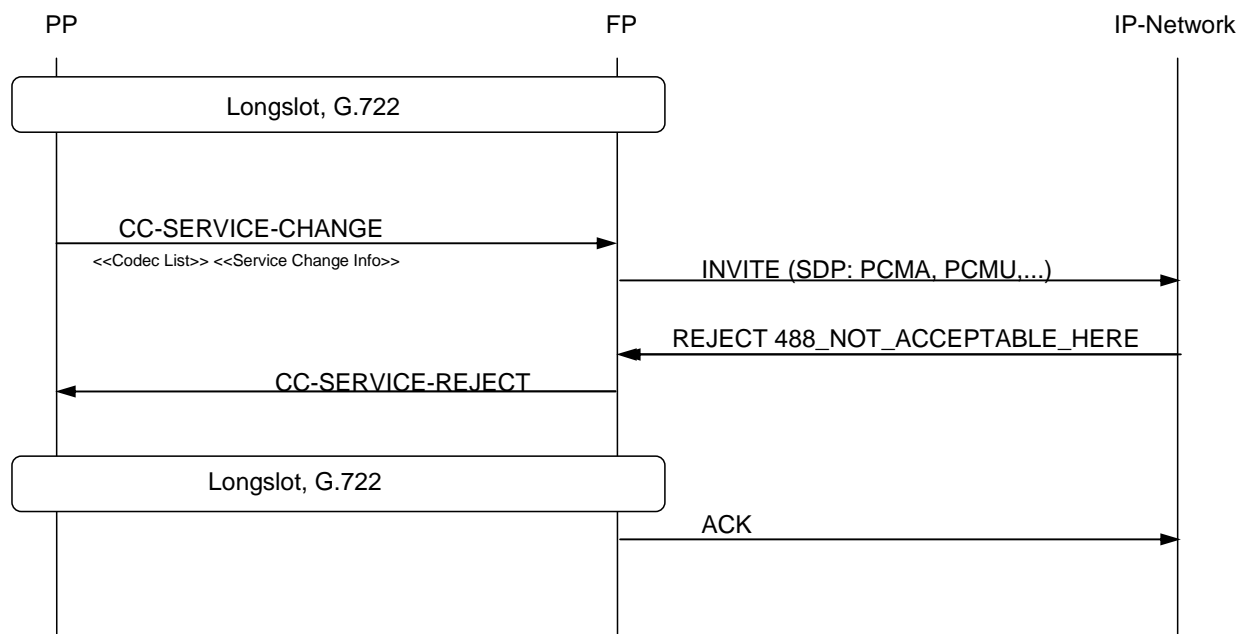 PP
FP
IP-Network
Longslot, G.722
CC-SERVICE-CHANGE
<<Codec List>> <<Service Change Info>>
INVITE (SDP: PCMA, PCMU,...)
REJECT 488_NOT_ACCEPTABLE_HERE
CC-SERVICE-REJECT
Longslot, G.722
ACK